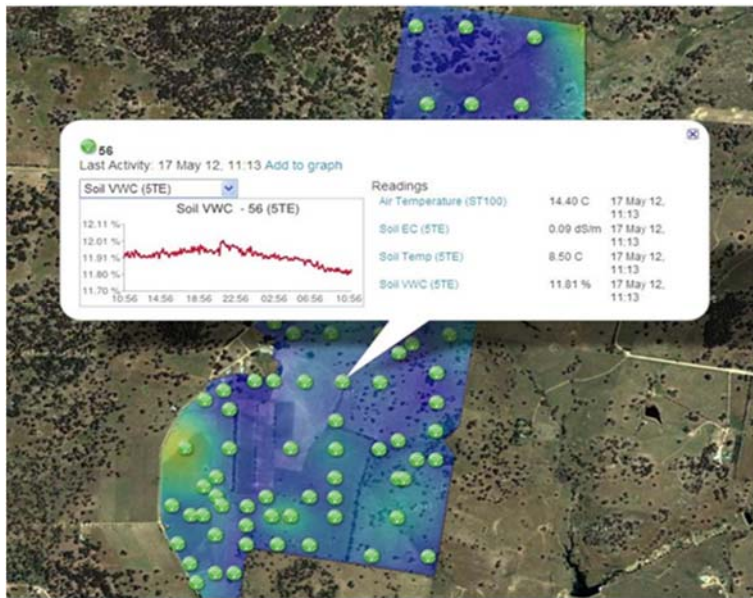 56
Last Activity: 17 May 12, 11:13 Add to graph
Soil VWC (5TE)
Soil VWC - 56 (5TE)
12.11 %
12.01 %
11.91 %
11.80 %
11.70 %
10:56 14:56 18:56 22:56 02:56 06:56 10:56
Readings
Air Temperature (ST100) 14.40 C 17 May 12, 
11:13
Soil EC (5TE) 0.09 dS/m 17 May 12,
11:13
Soil Temp (5TE) 8.50 C 17 May 12,
11:13
Soil VWC (5TE) 11.81 % 17 May 12,
11:13